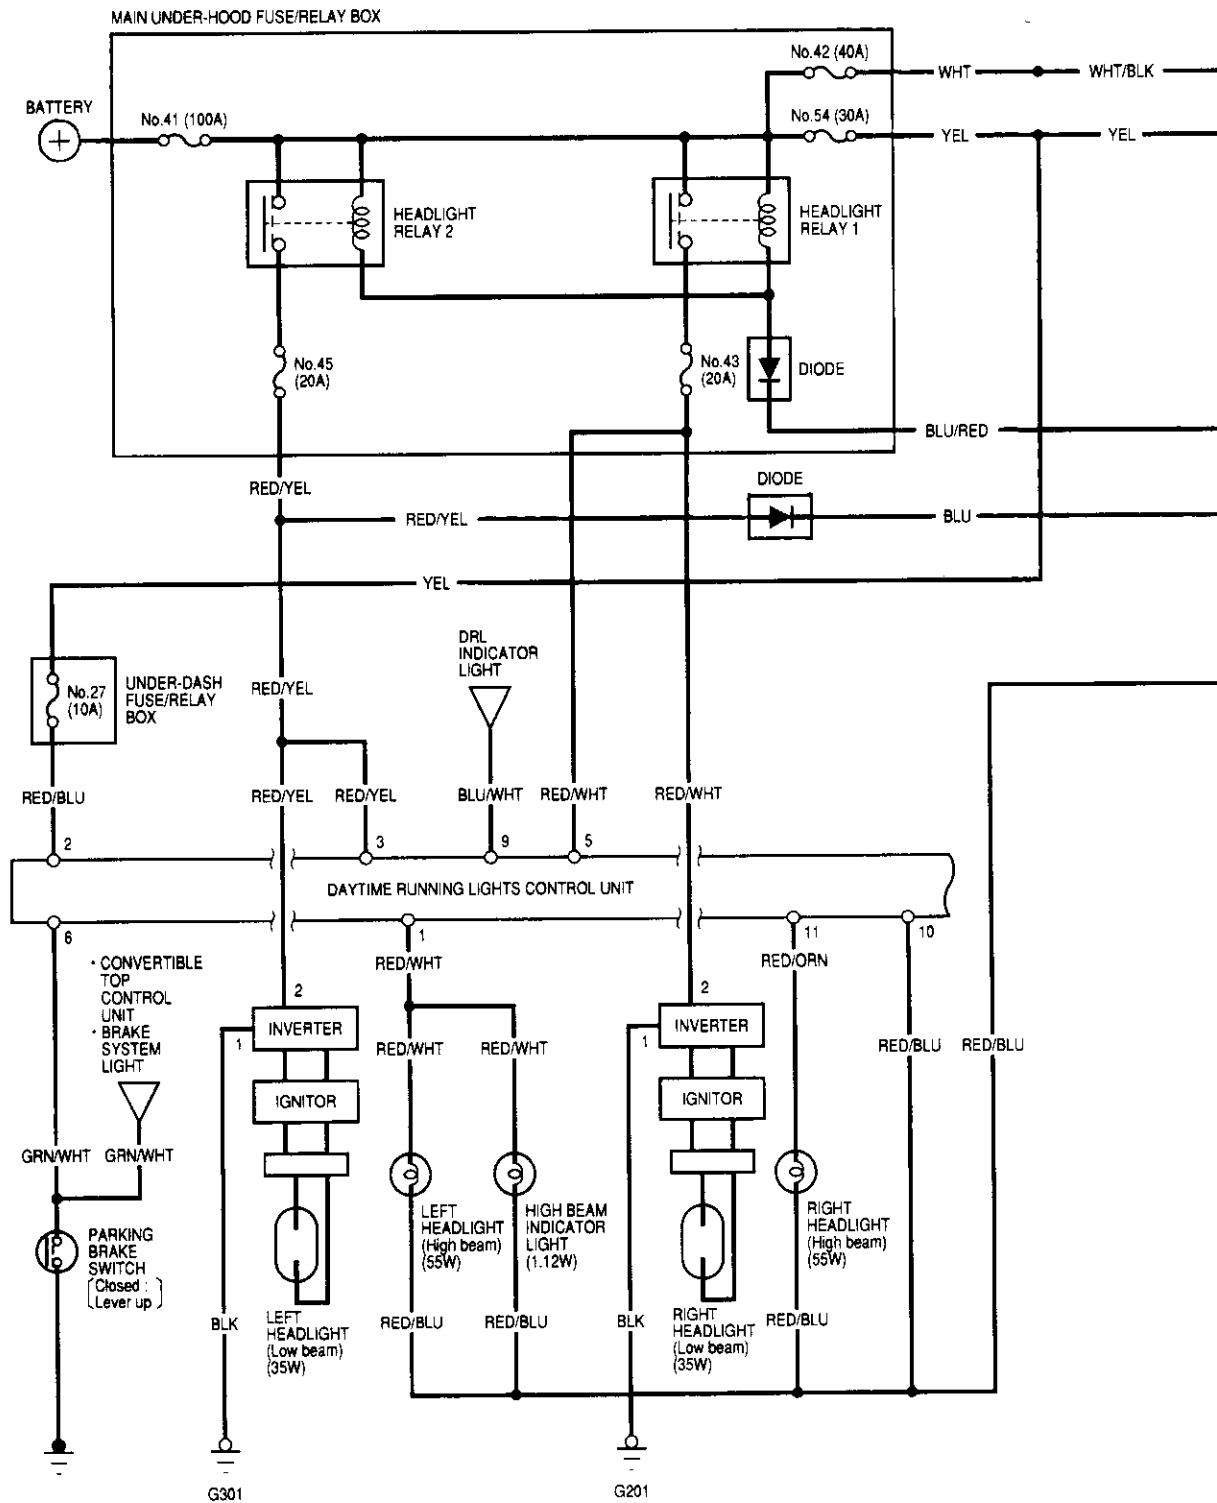 MAIN UNDER-HOOD FUSE/RELAY BOX
No.42 (40A)
WHT
WHT/BLK
BATTERY
No.41 (100A)
No.54 (30A)
YEL
YEL
HEADLIGHT
RELAY 2
HEADLIGHT
RELAY 1
No.45
(20A)
No.43
(20A)
DIODE
BLU/RED
RED/YEL
DIODE
RED/YEL
BLU
YEL
DRL
INDICATOR
LIGHT
No.27
(10A)
UNDER-DASH
FUSE/RELAY
BOX
RED/YEL
RED/BLU
RED/YEL
RED/YEL
BLU/WHT
RED/WHT
RED/WHT
2
3
9
5
DAYTIME RUNNING LIGHTS CONTROL UNIT
6
1
11
10
• CONVERTIBLE
TOP
CONTROL
UNIT
• BRAKE
SYSTEM
LIGHT
RED/WHT
RED/ORN
2
2
INVERTER
1
INVERTER
1
RED/WHT
RED/WHT
RED/BLU
RED/BLU
IGNITOR
IGNITOR
GRN/WHT
GRN/WHT
PARKING
BRAKE
SWITCH
(Closed :
Lever up)
LEFT
HEADLIGHT
(High beam)
(55W)
HIGH BEAM
INDICATOR
LIGHT
(1.12W)
RIGHT
HEADLIGHT
(High beam)
(55W)
BLK
LEFT
HEADLIGHT
(Low beam)
(35W)
RED/BLU
RED/BLU
BLK
RIGHT
HEADLIGHT
(Low beam)
(35W)
RED/BLU
G301
G201